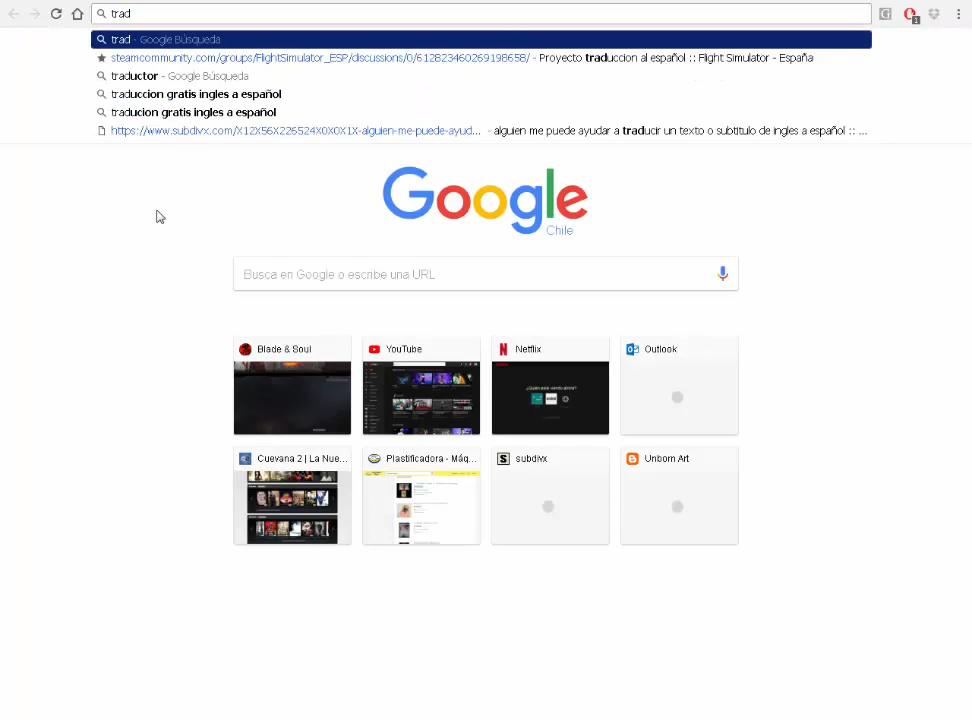 trad
trad - Google Búsqueda
steamcommunity.com/groups/FlightSimulator_ESP/discussions/0/612823460269198658/ - Proyecto traduccion al español :: Flight Simulator - España
traductor - Google Búsqueda
traduccion gratis ingles a español
traducion gratis ingles a español
https://www.subdivx.com/X12X56X226524X0X0X1X-alguien-me-puede-ayud... - alguien me puede ayudar a traducir un texto o subtitulo de ingles a español :: ...
Google
Chile
Busca en Google o escribe una URL
Blade & Soul
YouTube
Netflix
Outlook
Cuevana 2 | La Nue...
Plastificadora - Máq...
subdivx
Unborn Art